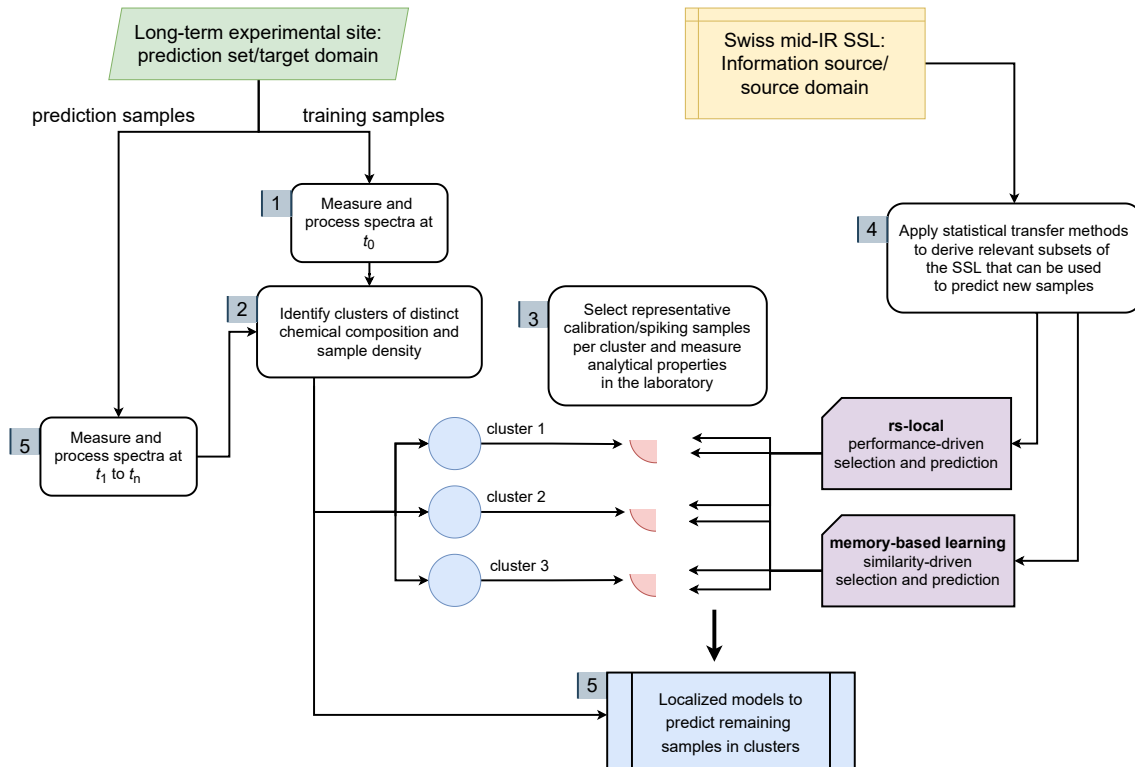 Long-term experimental site:
prediction set/target domain
Swiss mid-IR SSL:
Information source/
source domain
prediction samples
training samples
1
Measure and
process spectra at
t0
4
Apply statistical transfer methods
to derive relevant subsets of
the SSL that can be used
to predict new samples
2
Identify clusters of distinct
chemical composition and
sample density
3
Select representative
calibration/spiking samples
per cluster and measure
analytical properties
in the laboratory
5
Measure and
process spectra at
t1 to tn
cluster 1
cluster 2
cluster 3
rs-local
performance-driven
selection and prediction
memory-based learning
similarity-driven
selection and prediction
5
Localized models to
predict remaining
samples in clusters